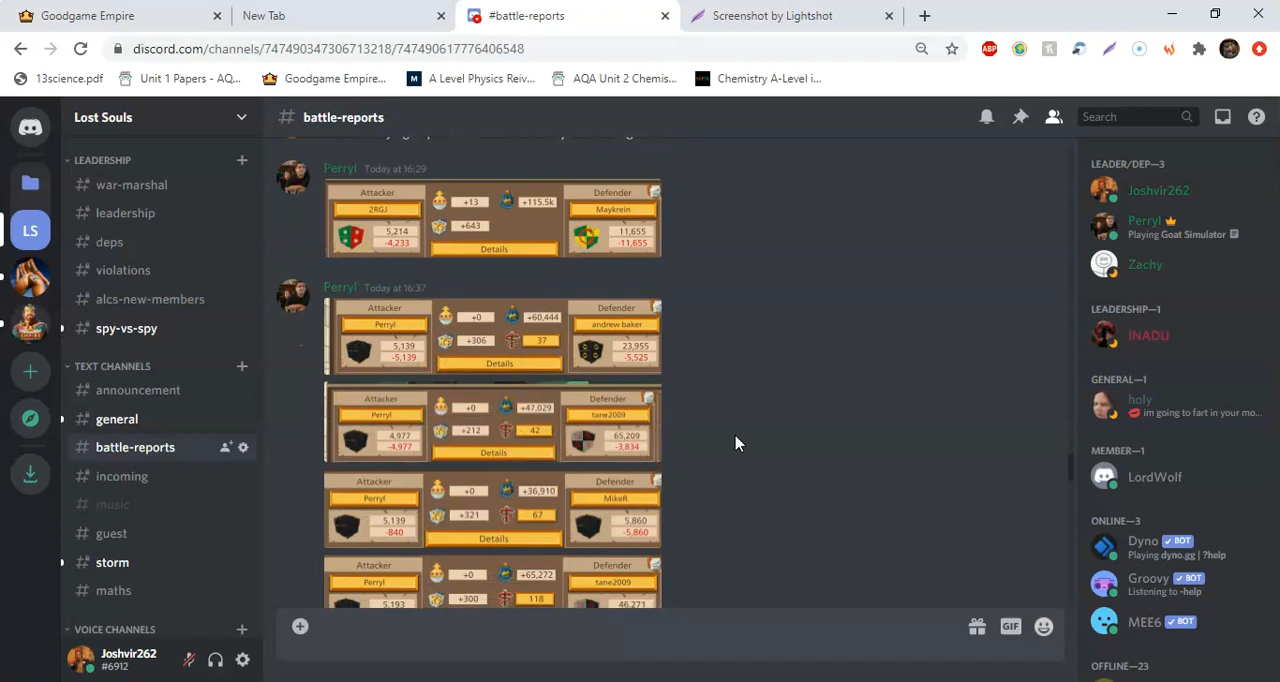 Goodgame Empire
New Tab
#battle-reports
Screenshot by Lightshot
discord.com/channels/747490347306713218/747490617776406548
ABP
13science.pdf
Unit 1 Papers - AQ...
Goodgame Empire...
A Level Physics Reiv...
AQA Unit 2 Chemis...
Chemistry A-Level i...
Lost Souls
battle-reports
Search
LEADERSHIP
war-marshal
leadership
deps
violations
alcs-new-members
spy-vs-spy
TEXT CHANNELS
announcement
general
battle-reports
incoming
music
guest
storm
maths
VOICE CHANNELS
Joshvir262
#6912
LS
Perryl Today at 16:29
Attacker
2RGJ
5,214
-4,233
+13
+115.5k
+643
Details
Defender
Maykrein
11,655
-11,655
Perryl Today at 16:37
Attacker
Perryl
5,139
-5,139
+0
+60,444
+306
37
Details
Defender
andrew baker
23,955
-5,525
Attacker
Perryl
4,977
-4,977
+0
+47,029
+212
42
Details
Defender
tane2009
65,209
-3,834
Attacker
Perryl
5,139
-840
+0
+36,910
+321
67
Details
Defender
MikeR
5,860
-5,860
Attacker
Perryl
5,193
+0
+65,272
+300
118
Defender
tane2009
46,271
GIF
LEADER/DEP—3
Joshvir262
Perryl
Playing Goat Simulator
Zachy
LEADERSHIP—1
INADU
GENERAL—1
holy
im going to fart in your mo...
MEMBER—1
LordWolf
ONLINE—3
Dyno BOT
Playing dyno.gg | ?help
Groovy BOT
Listening to -help
MEE6 BOT
OFFLINE—23